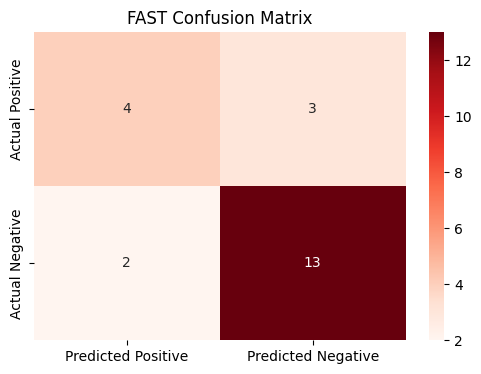 FAST Confusion Matrix
Actual Positive
4
3
12
10
8
6
4
2
Actual Negative
2
13
Predicted Positive
Predicted Negative